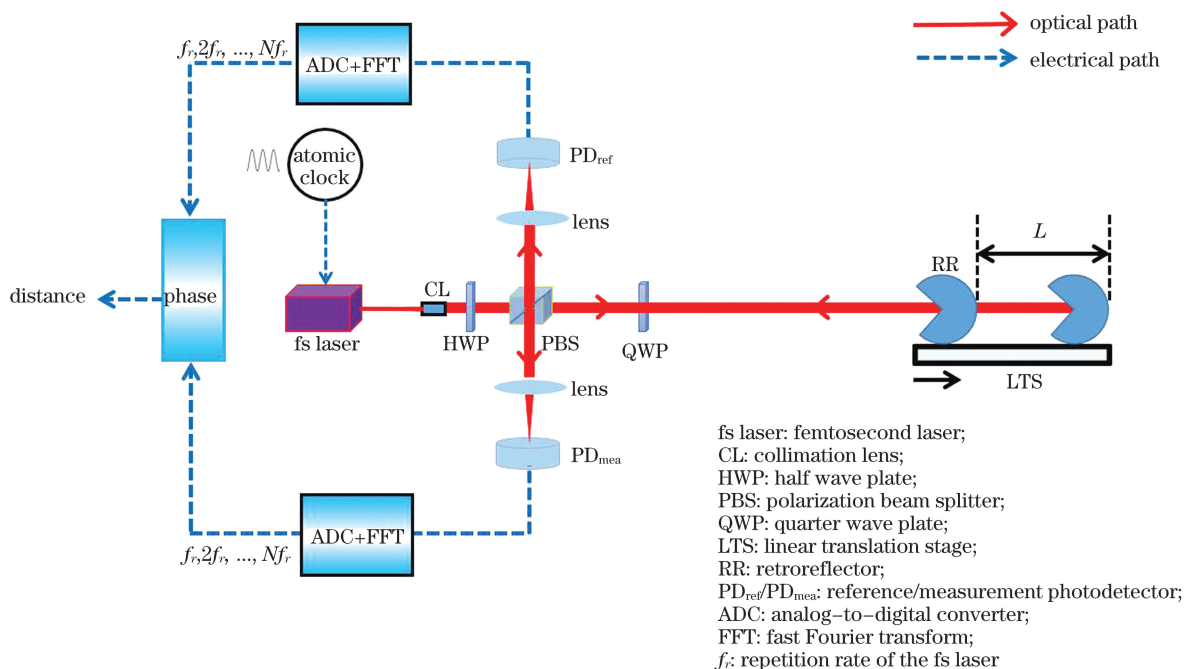 optical path
electrical path
fr,2fr, ..., Nfr
ADC+FFT
atomic
clock
PDref
lens
L
RR
distance
phase
CL
fs laser
HWP
PBS
QWP
LTS
lens
PDmea
ADC+FFT
fr,2fr, ..., Nfr
fs laser: femtosecond laser;
CL: collimation lens;
HWP: half wave plate;
PBS: polarization beam splitter;
QWP: quarter wave plate;
LTS: linear translation stage;
RR: retroreflector;
PDref/PDmea: reference/measurement photodetector;
ADC: analog-to-digital converter;
FFT: fast Fourier transform;
fr: repetition rate of the fs laser